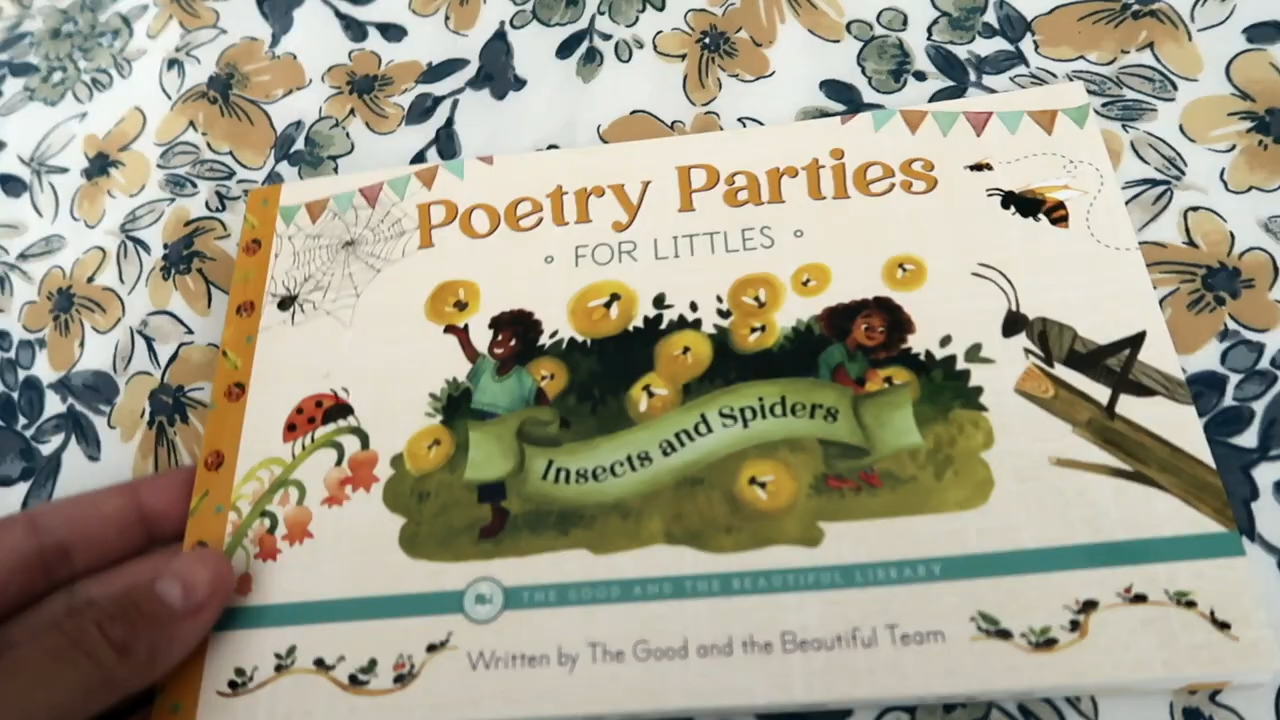 Poetry Parties
FOR LITTLES
Insects and Spiders
THE GOOD AND THE BEAUTIFUL LIBRARY
Written by The Good and the Beautiful Team